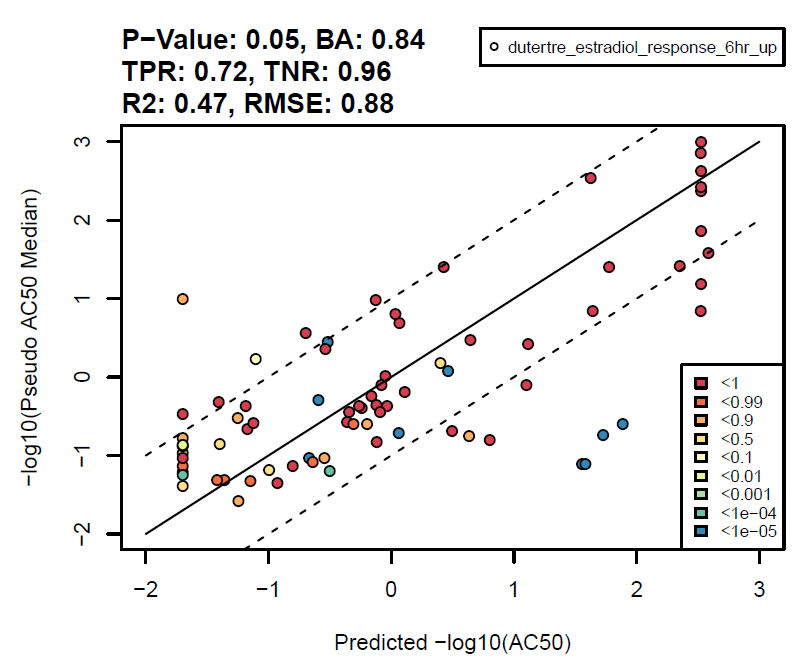 P−Value: 0.05, BA: 0.84
TPR: 0.72, TNR: 0.96
R2: 0.47, RMSE: 0.88
dutertre_estradiol_response_6hr_up
−log10(Pseudo AC50 Median)
3
2
1
0
−1
−2
<1
<0.99
<0.9
<0.5
<0.1
<0.01
<0.001
<1e−04
<1e−05
−2 −1 0 1 2 3
Predicted −log10(AC50)